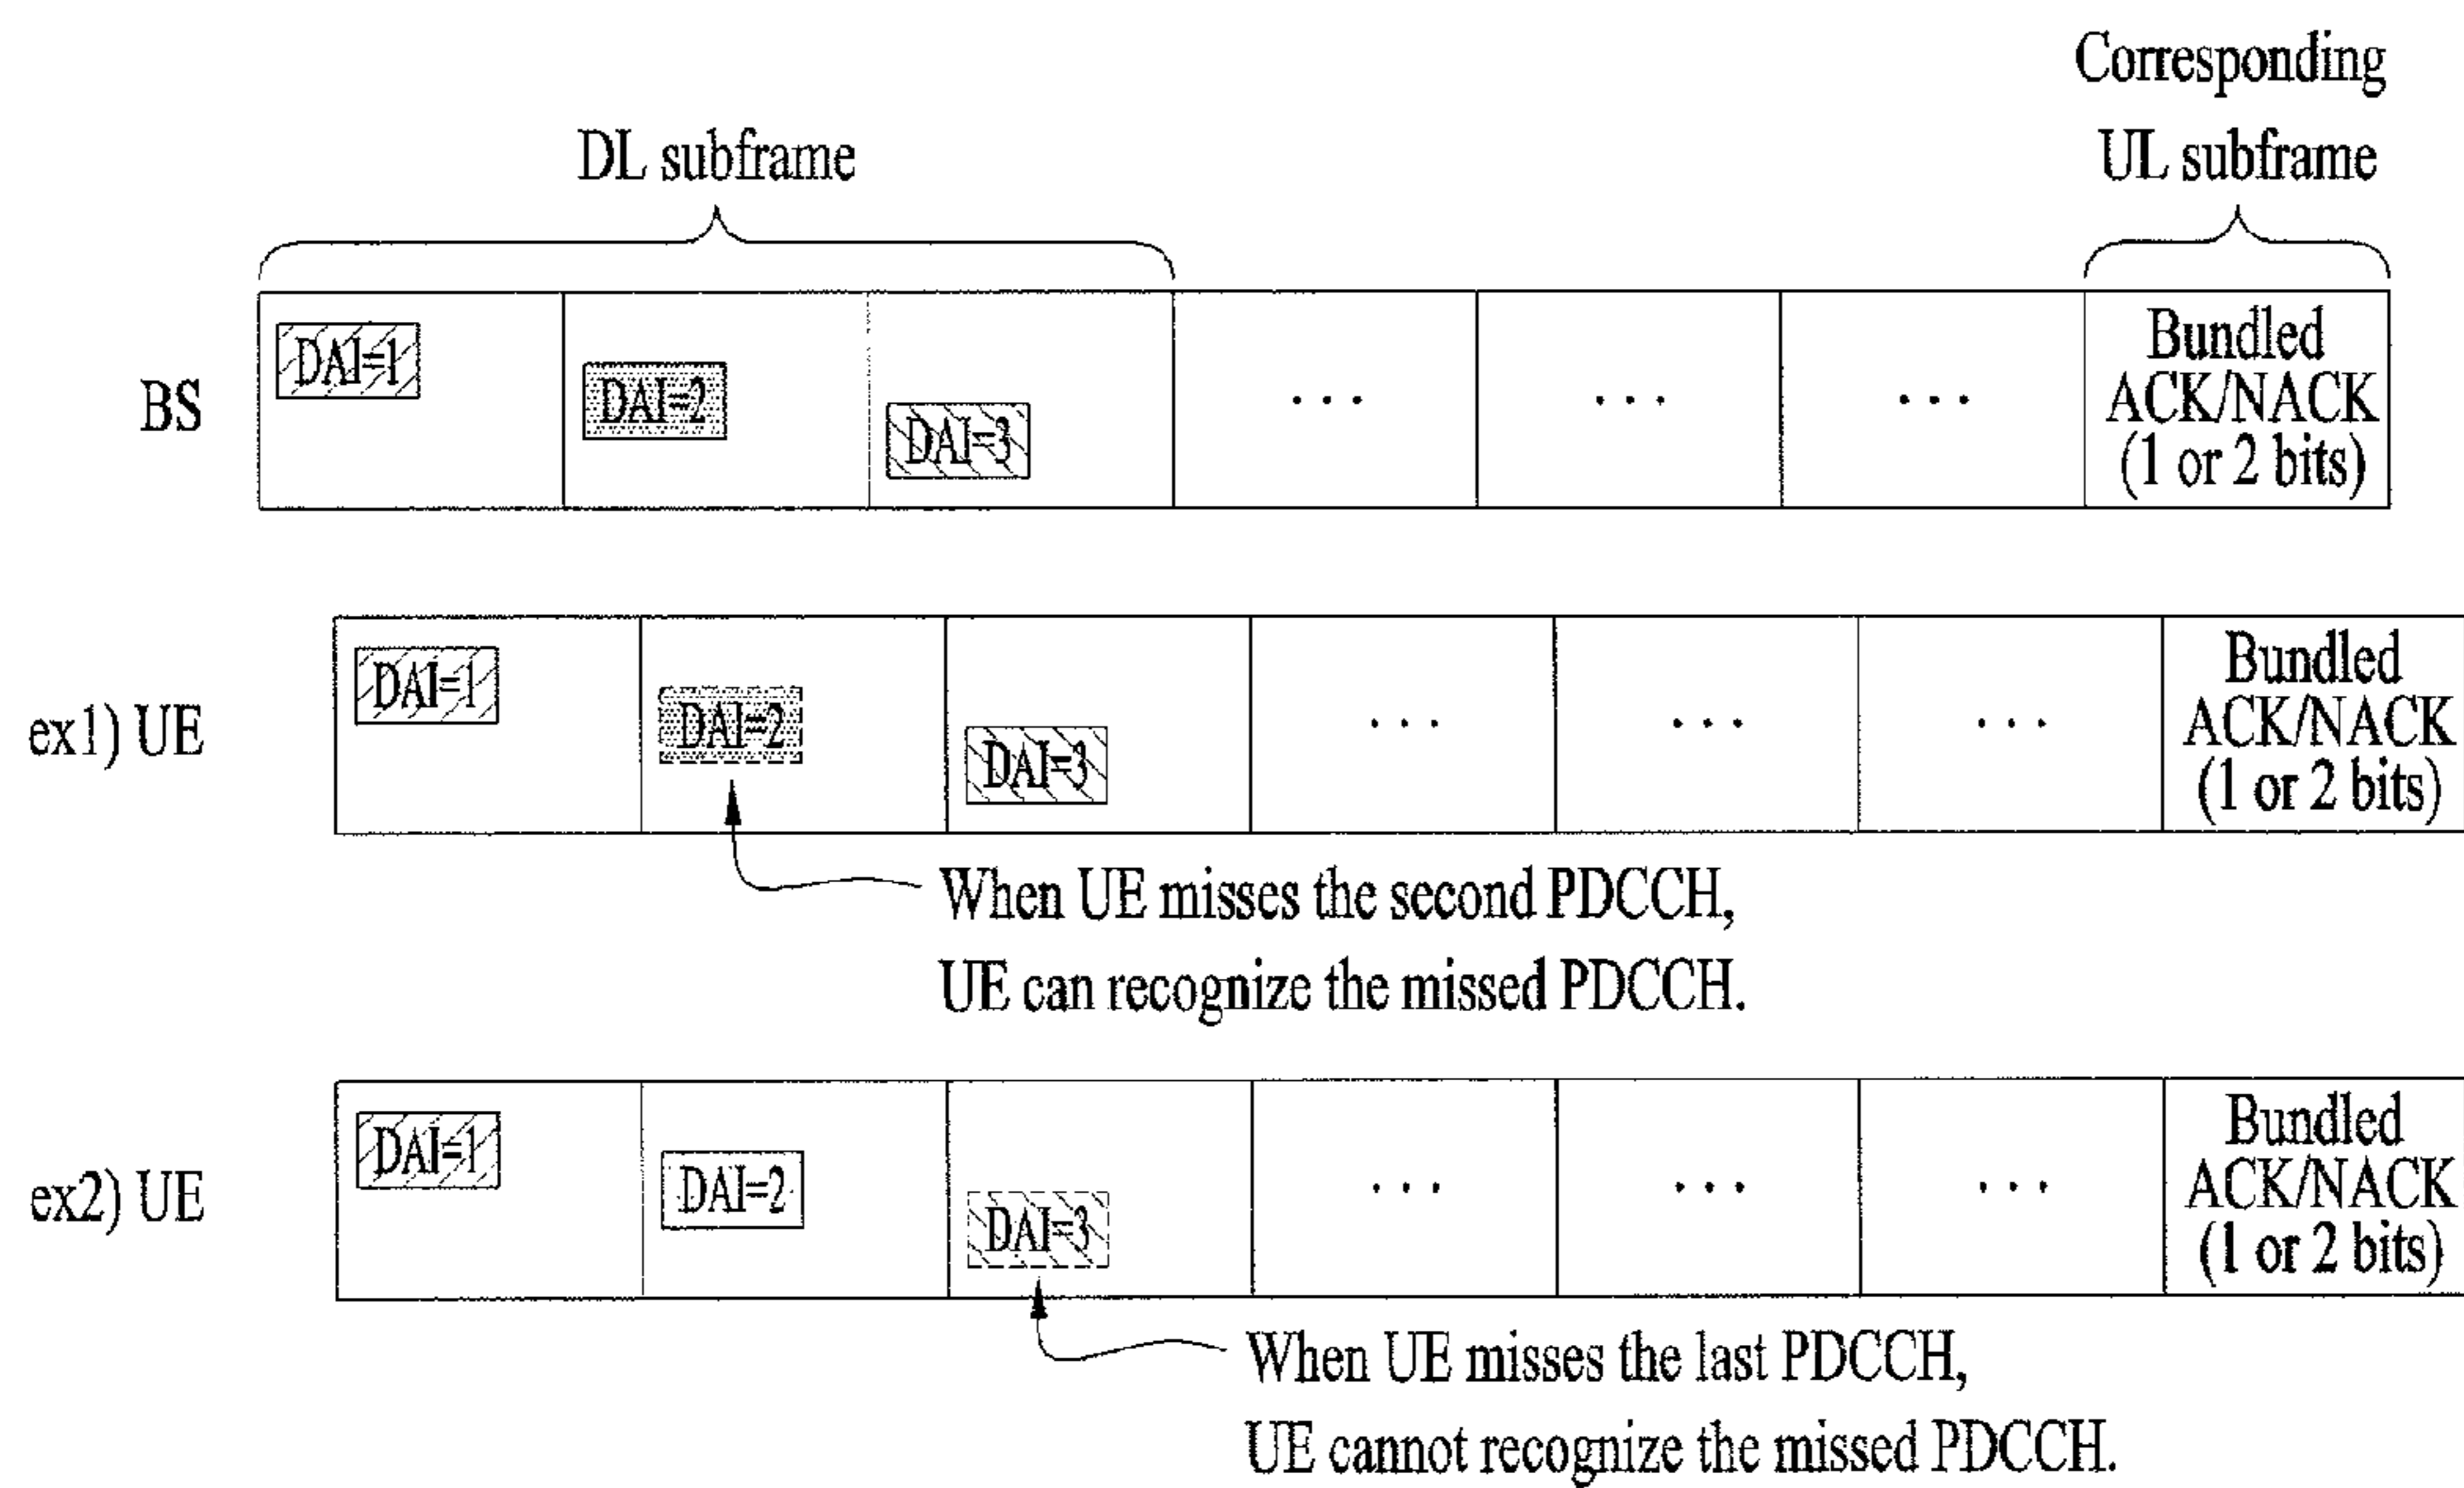 Corresponding
DL subframe
UL subframe
BS
DAI=1
DAI=2
DAI=3
...
...
...
Bundled
ACK/NACK
(1 or 2 bits)
ex1) UE
DAI=1
DAI=2
DAI=3
...
...
...
Bundled
ACK/NACK
(1 or 2 bits)
When UE misses the second PDCCH,
UE can recognize the missed PDCCH.
ex2) UE
DAI=1
DAI=2
DAI=3
...
...
...
Bundled
ACK/NACK
(1 or 2 bits)
When UE misses the last PDCCH,
UE cannot recognize the missed PDCCH.